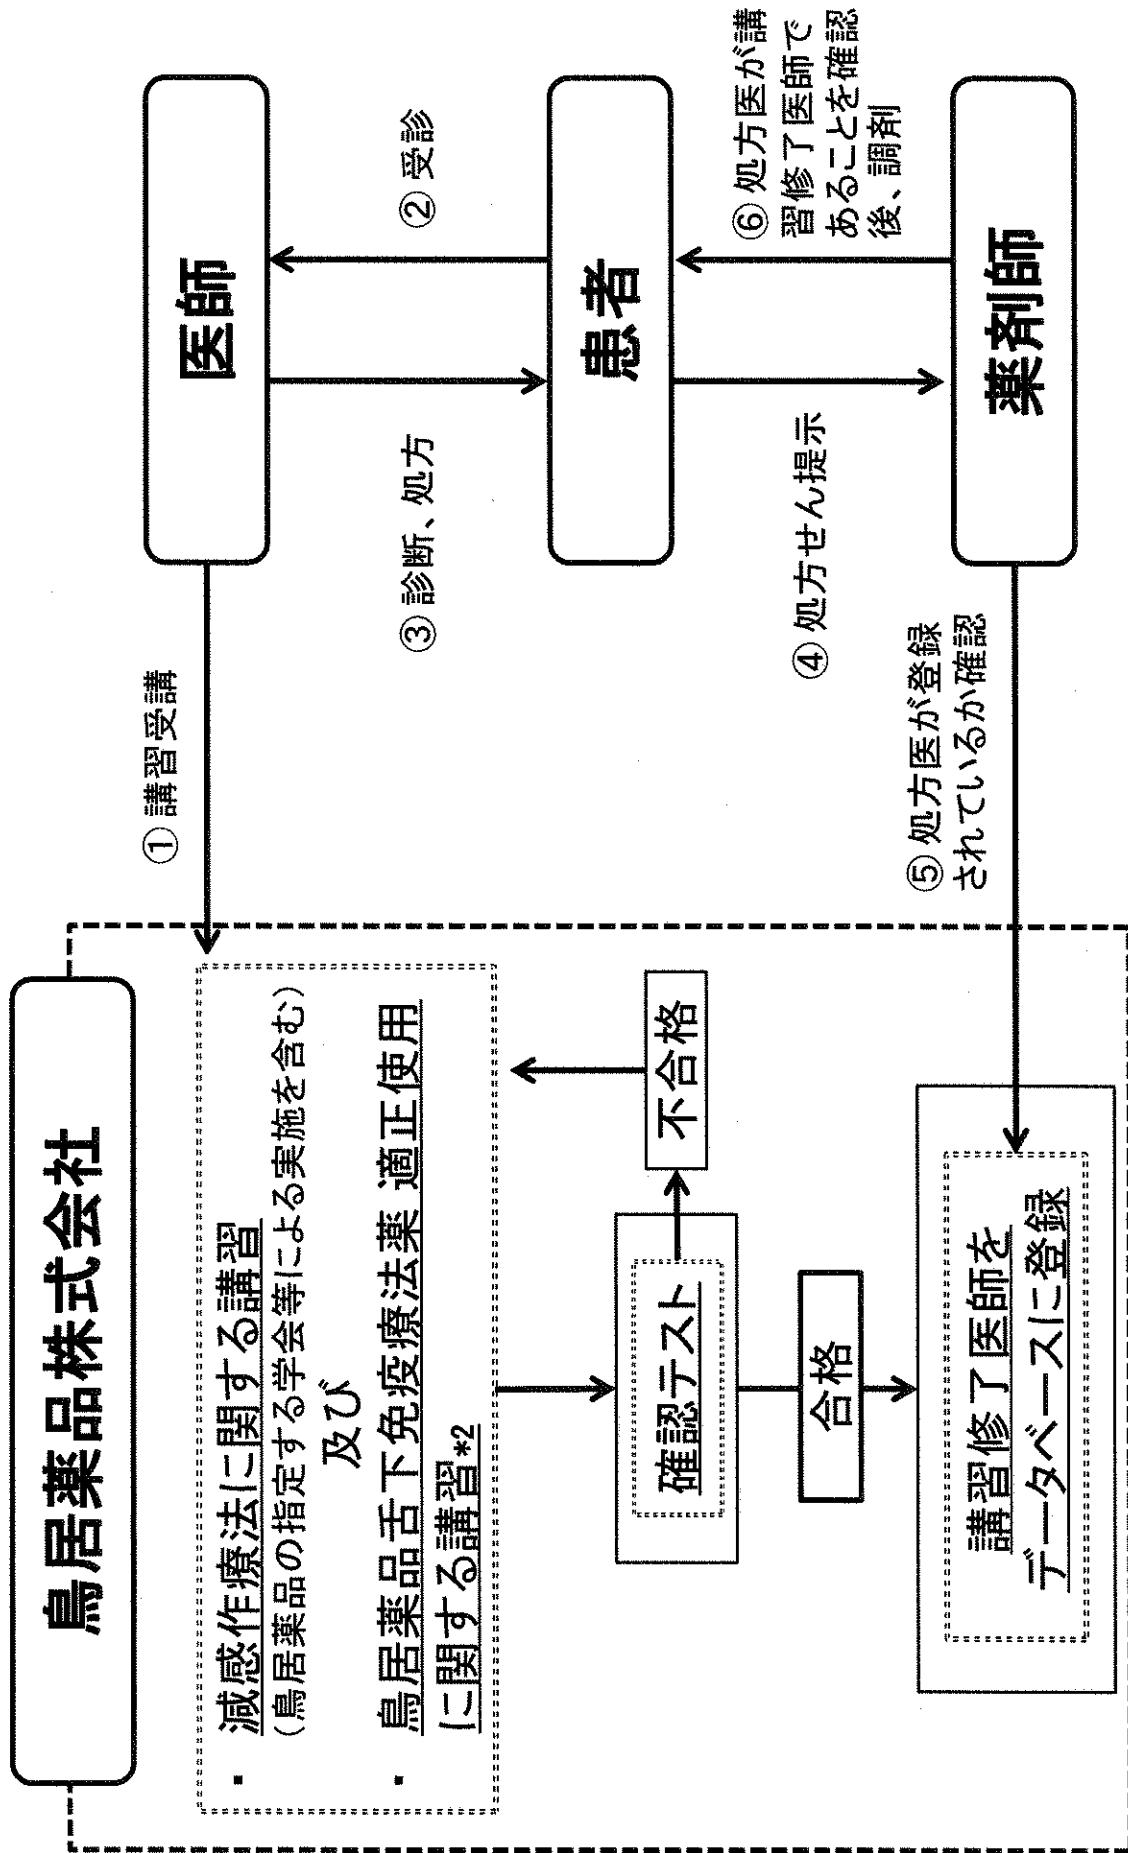 鳥居薬品株式会社
・ 減感作療法に関する講習
（鳥居薬品の指定する学会等による実施を含む）
及び
・ 鳥居薬品舌下免疫療法薬 適正使用
に関する講習*2
確認テスト
不合格
合格
講習修了医師を
データベースに登録
① 講習受講
医師
② 受診
③ 診断、処方
患者
④ 処方せん提示
⑤ 処方医が登録
されているか確認
⑥ 処方医が講
習修了医師で
あることを確認
後、調剤
薬剤師